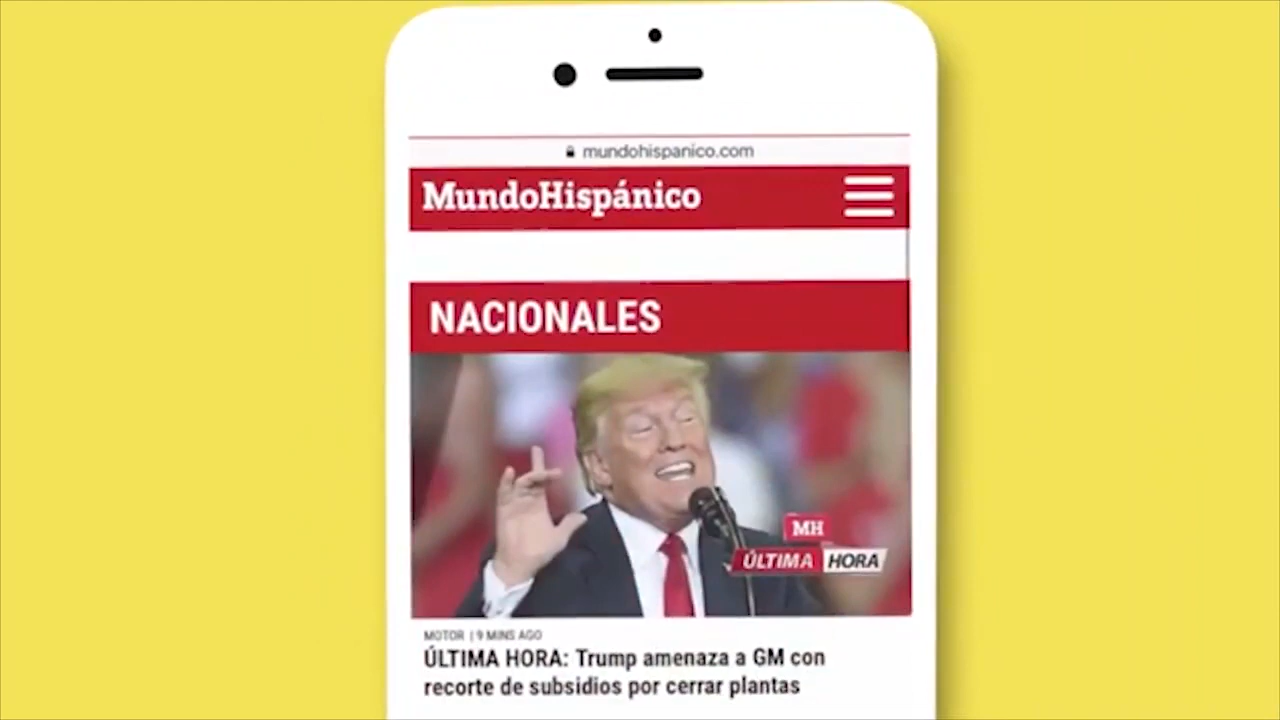 mundohispanico.com
MundoHispánico
NACIONALES
MH
ÚLTIMA HORA
MOTOR | 9 MINS AGO
ÚLTIMA HORA: Trump amenaza a GM con
recorte de subsidios por cerrar plantas